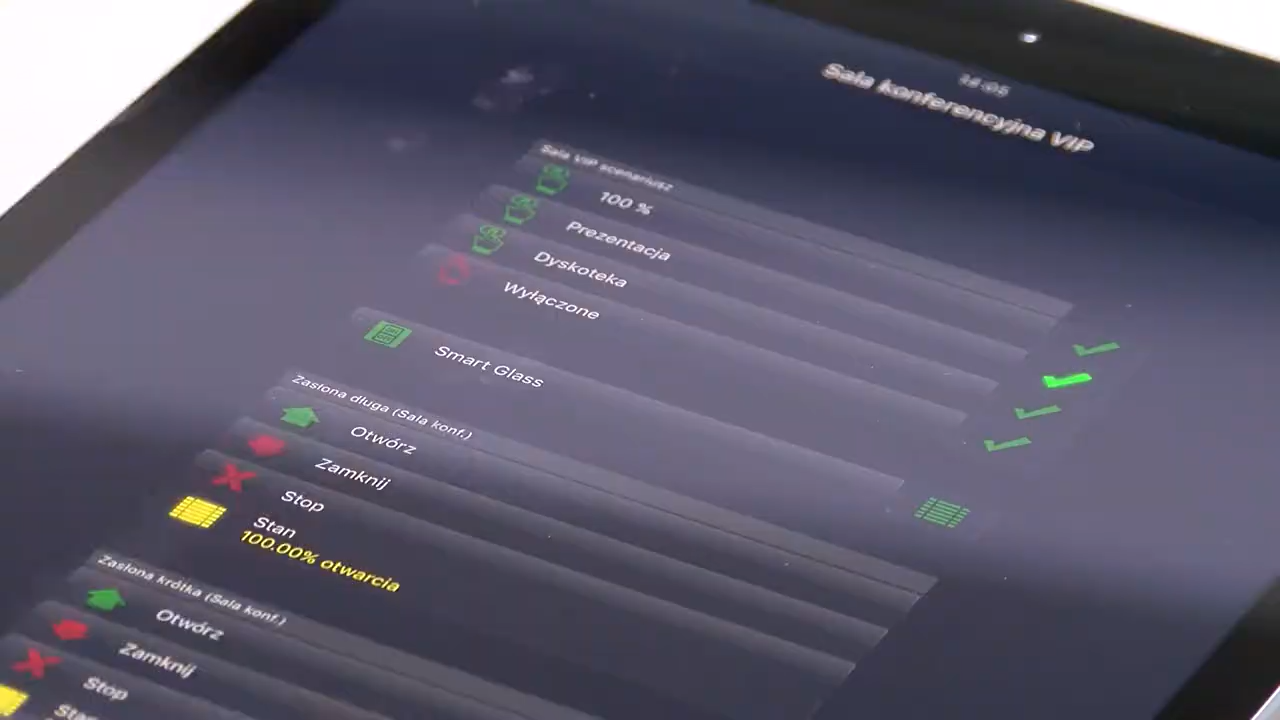 14:05
Sala konferencyjna VIP
Sala VIP scenariusz
100 %
Prezentacja
Dyskoteka
Wyłączone
Smart Glass
Zasłona długa (Sala konf.)
Otwórz
Zamknij
Stop
Stan
100.00% otwarcia
Zasłona krótka (Sala konf.)
Otwórz
Zamknij
Stop